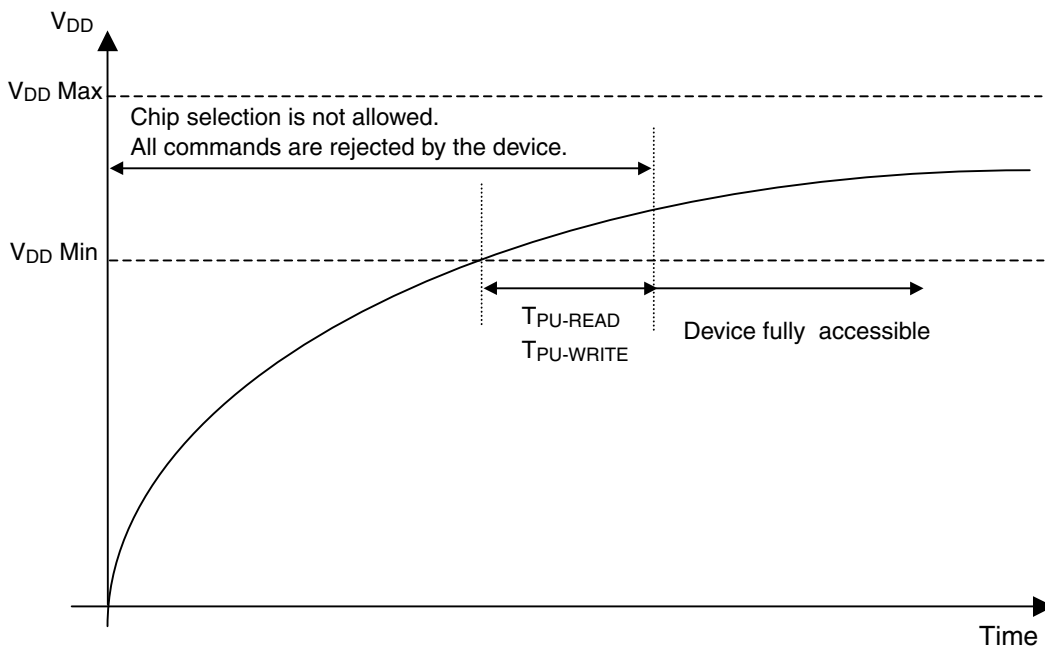 VDD
VDD Max
Chip selection is not allowed.
All commands are rejected by the device.
VDD Min
TPU-READ
TPU-WRITE
Device fully accessible
Time